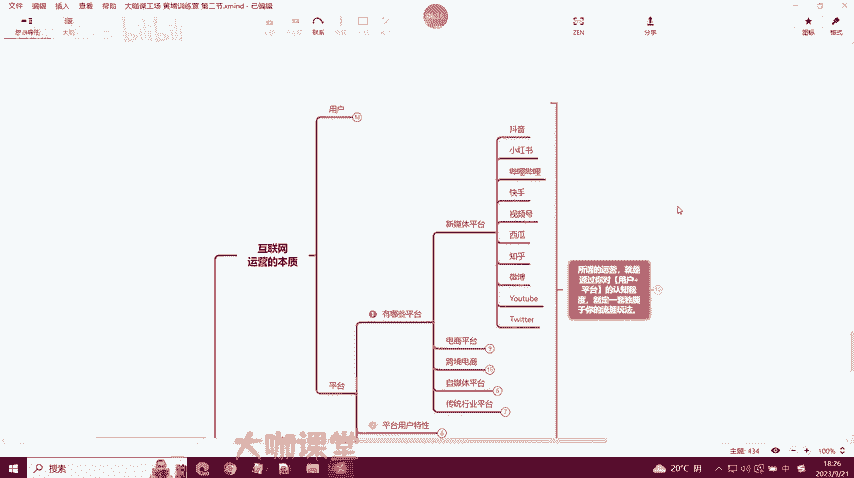 文件 编辑 插入 查看 帮助 大咖保工场 黄埔训练营 第二节.xmind - 已编辑
思维导图 大纲
联系
ZEN
分享
图标
格式
bilibili
用户
互联网
运营的本质
平台
有哪些平台
平台用户特性
新媒体平台
抖音
小红书
哔哩哔哩
快手
视频号
西瓜
知乎
微博
Youtube
Twitter
电商平台
跨境电商
自媒体平台
传统行业平台
所谓的运营，就是
通过你对【用户+
平台】的认知程
度，制定一套独属
于你的流程玩法。
大咖课堂
主题: 434
100%
搜索
20°C 阴
中
18:26
2023/9/21